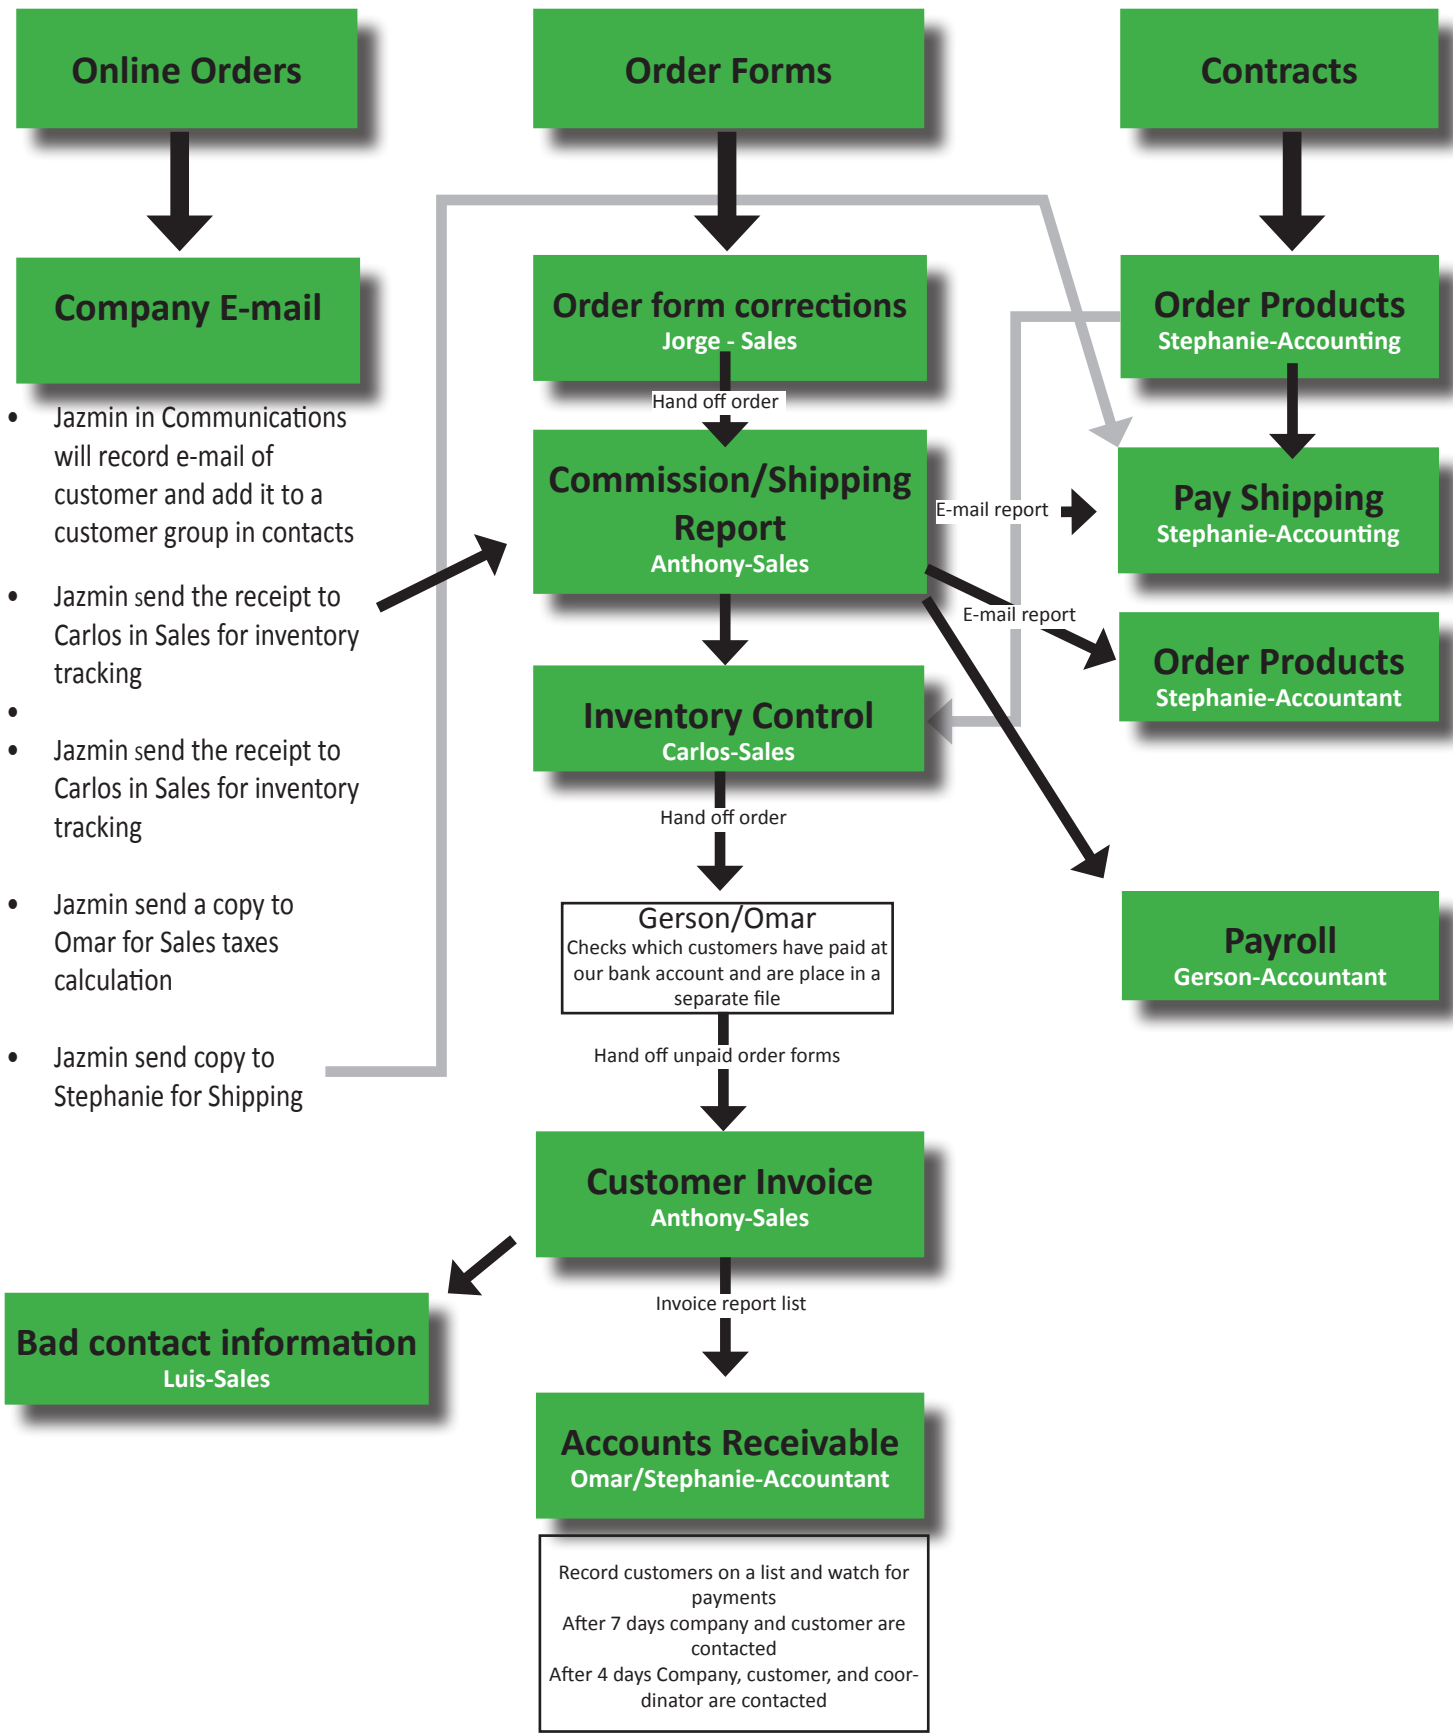 Online Orders
Order Forms
Contracts
Company E-mail
• Jazmin in Communications
will record e-mail of
customer and add it to a
customer group in contacts
• Jazmin send the receipt to
Carlos in Sales for inventory
tracking
•
• Jazmin send the receipt to
Carlos in Sales for inventory
tracking
• Jazmin send a copy to
Omar for Sales taxes
calculation
• Jazmin send copy to
Stephanie for Shipping
Order form corrections
Jorge - Sales
Hand off order
Commission/Shipping
Report
Anthony-Sales
E-mail report
E-mail report
Inventory Control
Carlos-Sales
Hand off order
Gerson/Omar
Checks which customers have paid at
our bank account and are place in a
separate file
Hand off unpaid order forms
Customer Invoice
Anthony-Sales
Invoice report list
Bad contact information
Luis-Sales
Accounts Receivable
Omar/Stephanie-Accountant
Record customers on a list and watch for
payments
After 7 days company and customer are
contacted
After 4 days Company, customer, and coor-
dinator are contacted
Order Products
Stephanie-Accounting
Pay Shipping
Stephanie-Accounting
Order Products
Stephanie-Accountant
Payroll
Gerson-Accountant